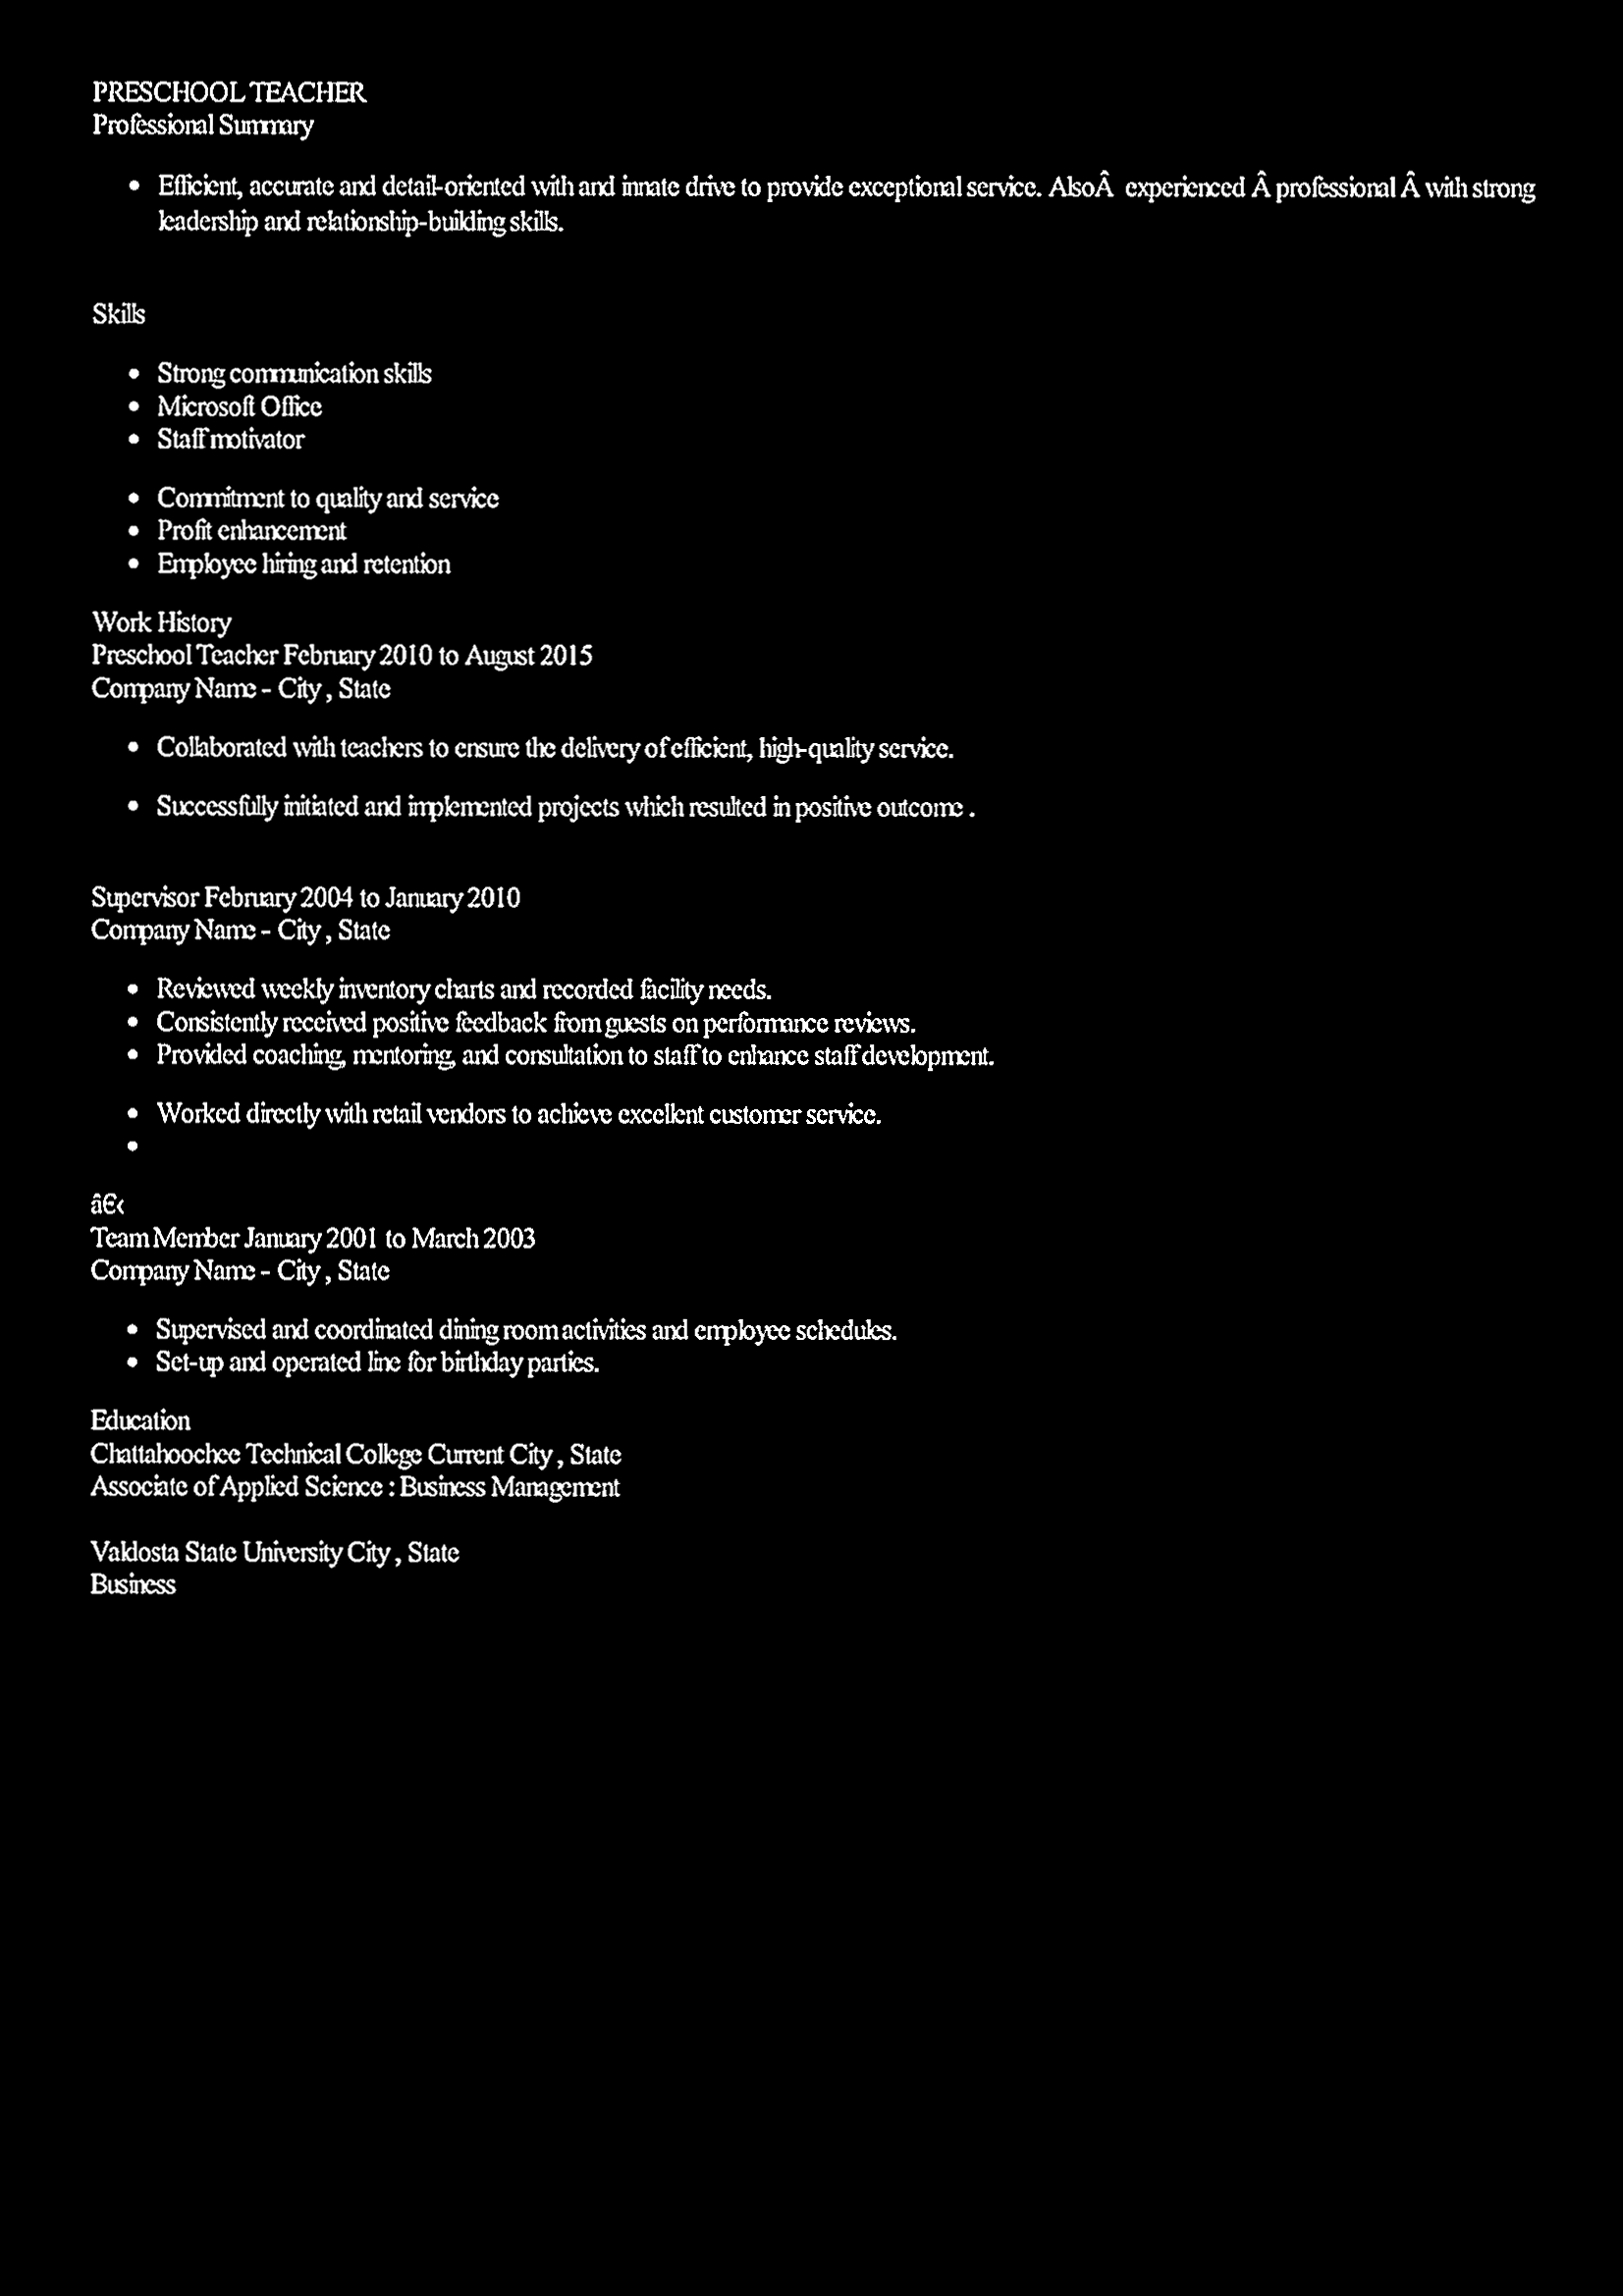 PRESCHOOL TEACHER
Professional Summary
• Efficient, accurate and detail-oriented with and innate drive to provide exceptional service. AlsoÂ  experienced Â professional Â with strong
leadership and relationship-building skills.
Skills
• Strong communication skills
• Microsoft Office
• Staff motivator
• Commitment to quality and service
• Profit enhancement
• Employee hiring and retention
Work History
Preschool Teacher February 2010 to August 2015
Company Name - City , State
• Collaborated with teachers to ensure the delivery of efficient, high-quality service.
• Successfully initiated and implemented projects which resulted in positive outcome .
Supervisor February 2004 to January 2010
Company Name - City , State
• Reviewed weekly inventory charts and recorded facility needs.
• Consistently received positive feedback from guests on performance reviews.
• Provided coaching, mentoring, and consultation to staff to enhance staff development.
• Worked directly with retail vendors to achieve excellent customer service.
•
â€‹
Team Member January 2001 to March 2003
Company Name - City , State
• Supervised and coordinated dining room activities and employee schedules.
• Set-up and operated line for birthday parties.
Education
Chattahoochee Technical College Current City , State
Associate of Applied Science : Business Management
Valdosta State University City , State
Business